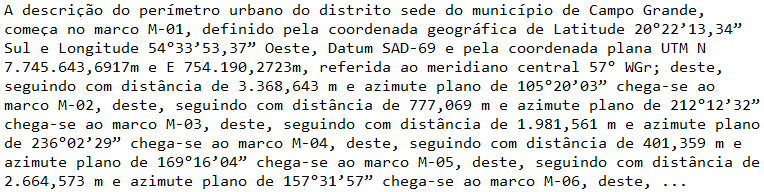 A descrição do perímetro urbano do distrito sede do município de Campo Grande,
começa no marco M-01, definido pela coordenada geográfica de Latitude 20°22’13,34”
Sul e Longitude 54°33’53,37” Oeste, Datum SAD-69 e pela coordenada plana UTM N
7.745.643,6917m e E 754.190,2723m, referida ao meridiano central 57° WGr; deste,
seguindo com distância de 3.368,643 m e azimute plano de 105°20’03” chega-se ao
marco M-02, deste, seguindo com distância de 777,069 m e azimute plano de 212°12’32”
chega-se ao marco M-03, deste, seguindo com distância de 1.981,561 m e azimute plano
de 236°02’29” chega-se ao marco M-04, deste, seguindo com distância de 401,359 m e
azimute plano de 169°16’04” chega-se ao marco M-05, deste, seguindo com distância de
2.664,573 m e azimute plano de 157°31’57” chega-se ao marco M-06, deste, ...